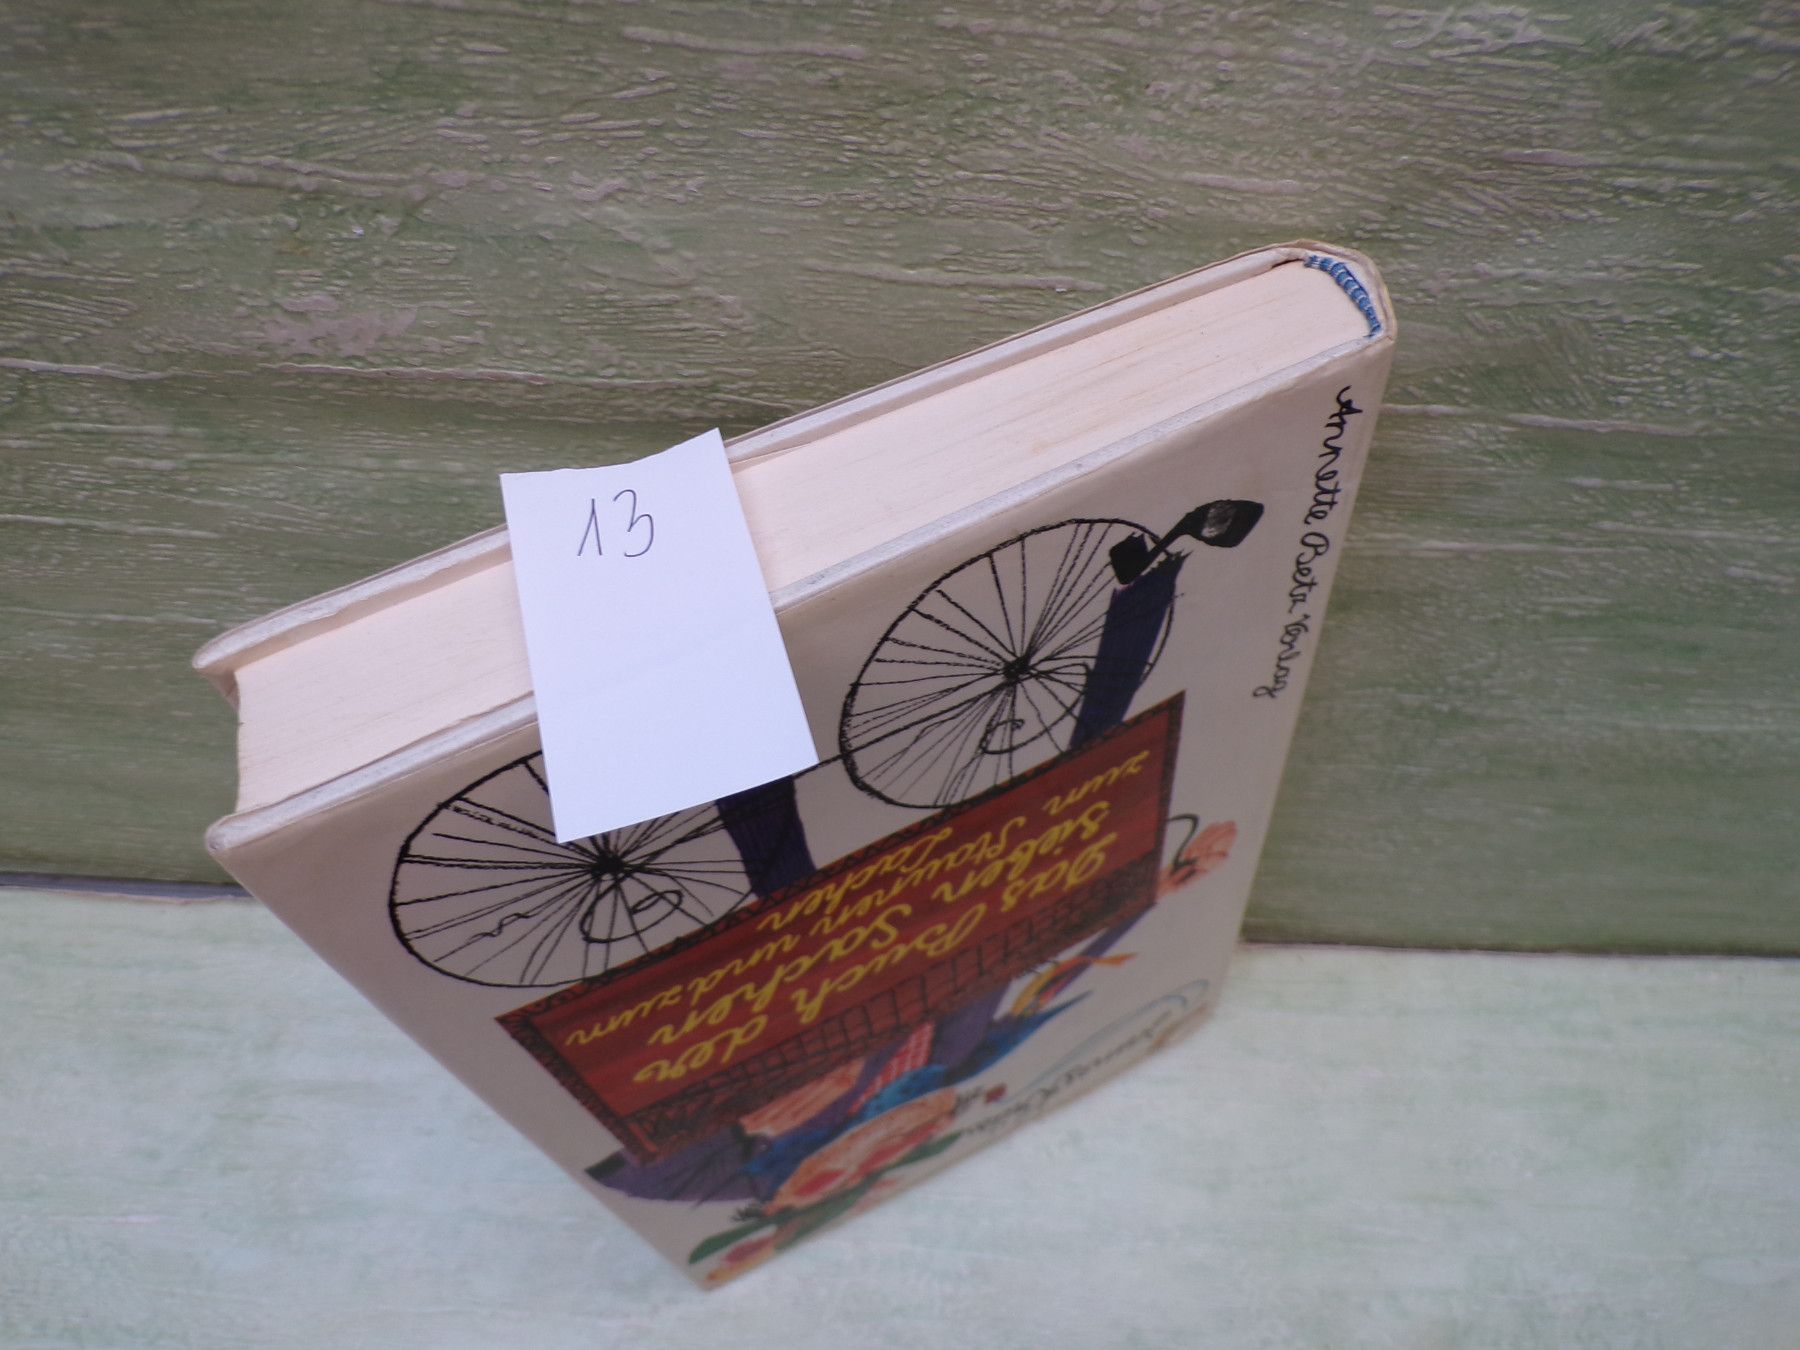 13
Annette Betz Verlag
Das Buch der
sieben Sachen
zum Staunen und zum
Lachen